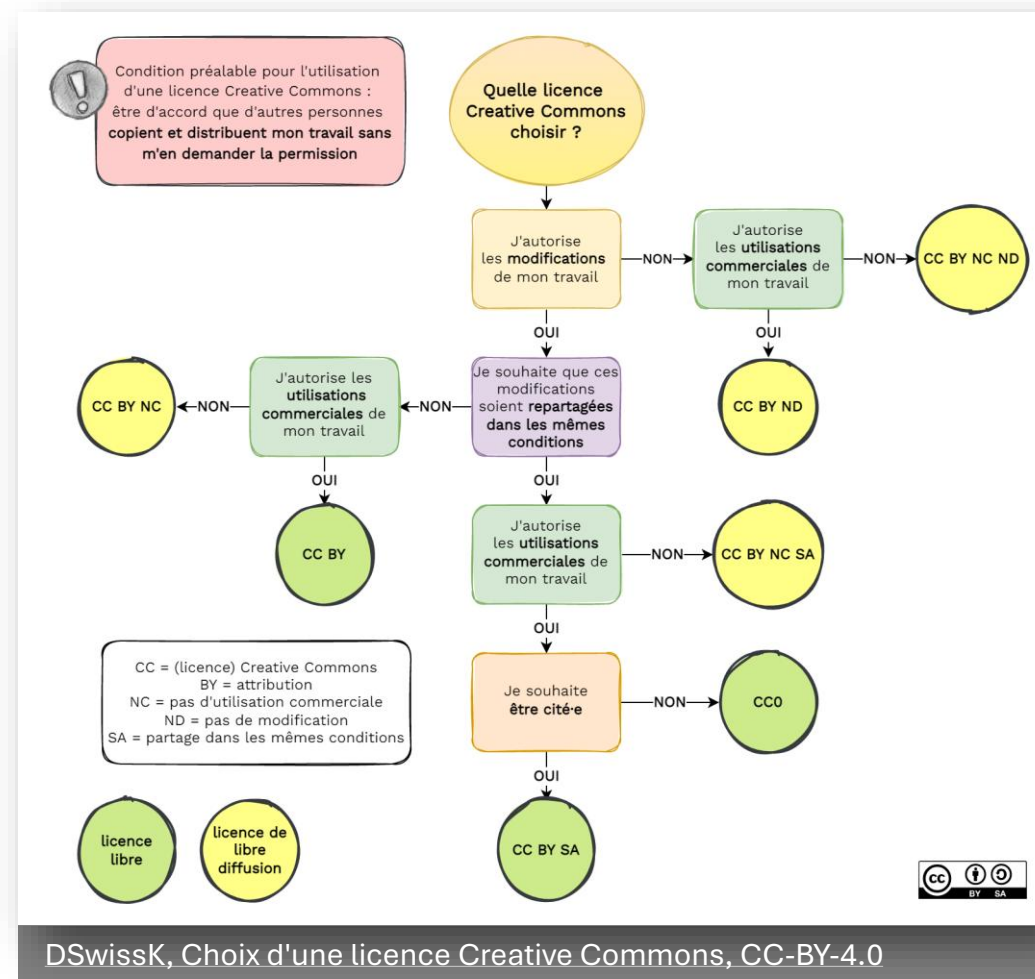 Condition préalable pour l'utilisation
d'une licence Creative Commons :
être d'accord que d'autres personnes
copient et distribuent mon travail sans
m'en demander la permission
Quelle licence
Creative Commons
choisir ?
J'autorise
les modifications
de mon travail
NON
J'autorise
les utilisations
commerciales de
mon travail
NON
CC BY NC ND
OUI
OUI
CC BY NC
NON
J'autorise les
utilisations
commerciales de
mon travail
NON
Je souhaite que ces
modifications
soient repartagées
dans les mêmes
conditions
CC BY ND
OUI
OUI
CC BY
J'autorise
les utilisations
commerciales de
mon travail
NON
CC BY NC SA
OUI
CC = (licence) Creative Commons
BY = attribution
NC = pas d'utilisation commerciale
ND = pas de modification
SA = partage dans les mêmes conditions
Je souhaite
être cité·e
NON
CC0
OUI
licence
libre
licence de
libre
diffusion
CC BY SA
cc
BY SA
DSwissK, Choix d'une licence Creative Commons, CC-BY-4.0